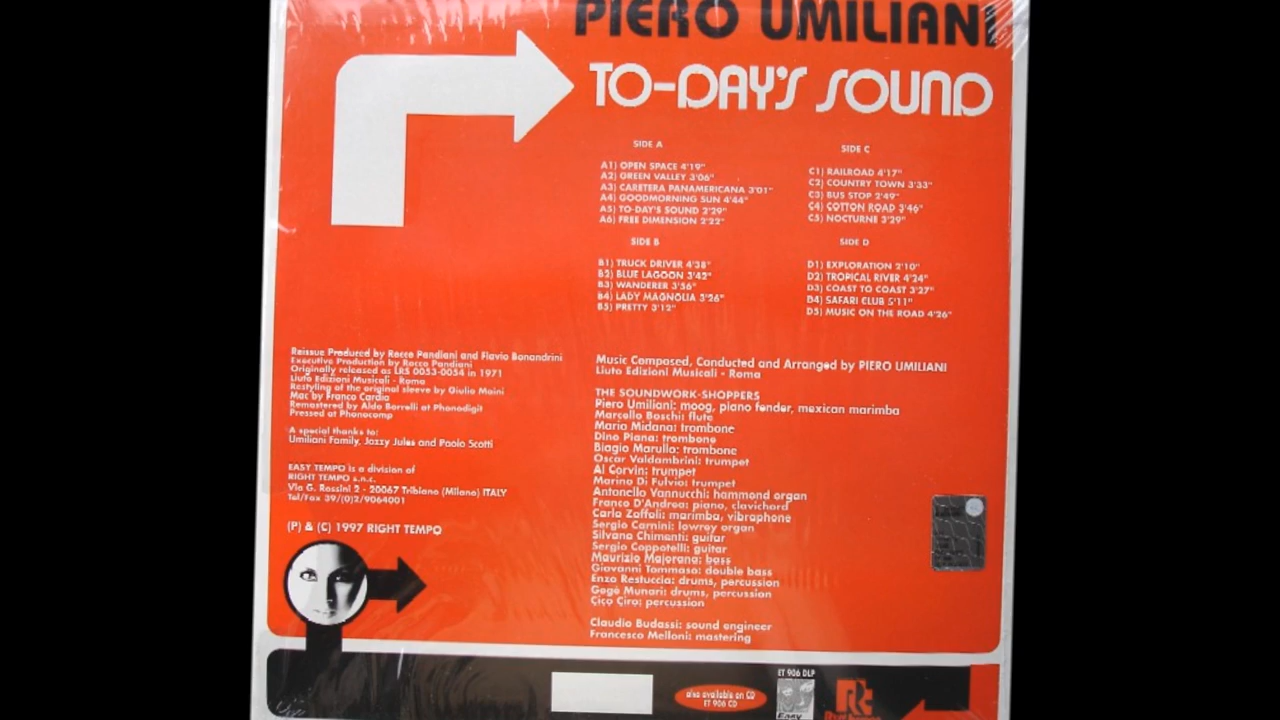 PIERO UMILIANI
TO-DAY'S SOUND
SIDE A
A1) OPEN SPACE 4'19"
A2) GREEN VALLEY 3'06"
A3) CARETERA PANAMERICANA 3'01"
A4) GOODMORNING SUN 4'44"
A5) TO-DAY'S SOUND 2'29"
A6) FREE DIMENSION 2'22"
SIDE B
B1) TRUCK DRIVER 4'38"
B2) BLUE LAGOON 3'42"
B3) WANDERER 3'56"
B4) LADY MAGNOLIA 3'26"
B5) PRETTY 3'12"
SIDE C
C1) RAILROAD 4'17"
C2) COUNTRY TOWN 3'33"
C3) BUS STOP 2'49"
C4) COTTON ROAD 3'46"
C5) NOCTURNE 3'29"
SIDE D
D1) EXPLORATION 2'10"
D2) TROPICAL RIVER 4'24"
D3) COAST TO COAST 3'27"
D4) SAFARI CLUB 5'11"
D5) MUSIC ON THE ROAD 4'26"
Reissue Produced by Rocco Pandiani and Flavio Bonandrini
Executive Production by Rocco Pandiani
Originally released as LRS 0053-0054 in 1971
Liuto Edizioni Musicali - Roma
Restyling of the original sleeve by Giulio Maini
Mac by Franco Cardia
Remastered by Aldo Borrelli at Phonodigit
Pressed at Phonocomp
A special thanks to:
Umiliani Family, Jazzy Jules and Paolo Scotti
EASY TEMPO is a division of
RIGHT TEMPO s.n.c.
Via G. Rossini 2 - 20067 Tribiano (Milano) ITALY
Tel/Fax 39/(0)2/9064001
(P) & (C) 1997 RIGHT TEMPO
Music Composed, Conducted and Arranged by PIERO UMILIANI
Liuto Edizioni Musicali - Roma
THE SOUNDWORK-SHOPPERS
Piero Umiliani: moog, piano fender, mexican marimba
Marcello Boschi: flute
Mario Midana: trombone
Dino Piana: trombone
Biagio Marullo: trombone
Oscar Valdambrini: trumpet
Al Corvin: trumpet
Marino Di Fulvio: trumpet
Antonello Vannucchi: hammond organ
Franco D'Andrea: piano, clavichord
Carlo Zoffoli: marimba, vibraphone
Sergio Carnini: lowrey organ
Silvano Chimenti: guitar
Sergio Coppotelli: guitar
Maurizio Majorana: bass
Giovanni Tommaso: double bass
Enzo Restuccia: drums, percussion
Gegè Munari: drums, percussion
Ciço Ciro: percussion
Claudio Budassi: sound engineer
Francesco Melloni: mastering
also available on CD
ET 906 CD
ET 906 DLP
Easy
Rt